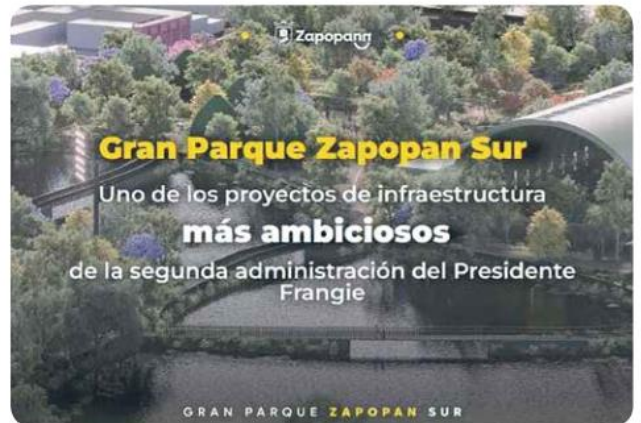 Zapopan
Gran Parque Zapopan Sur
Uno de los proyectos de infraestructura
más ambiciosos
de la segunda administración del Presidente
Frangie
GRAN PARQUE ZAPOPAN SUR